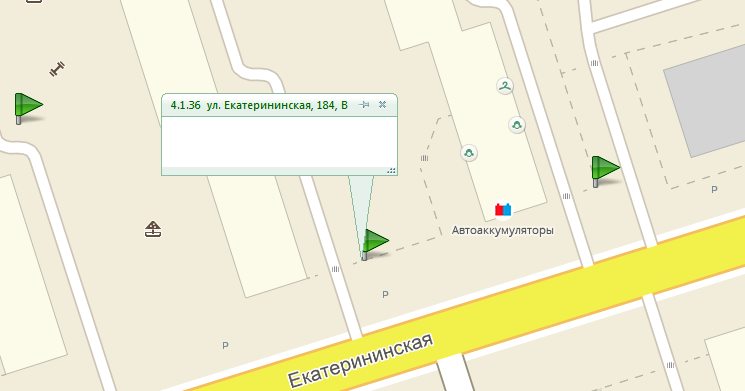 4.1.36 ул. Екатерининская, 184, В
Автоаккумуляторы
P
P
P
Екатерининская